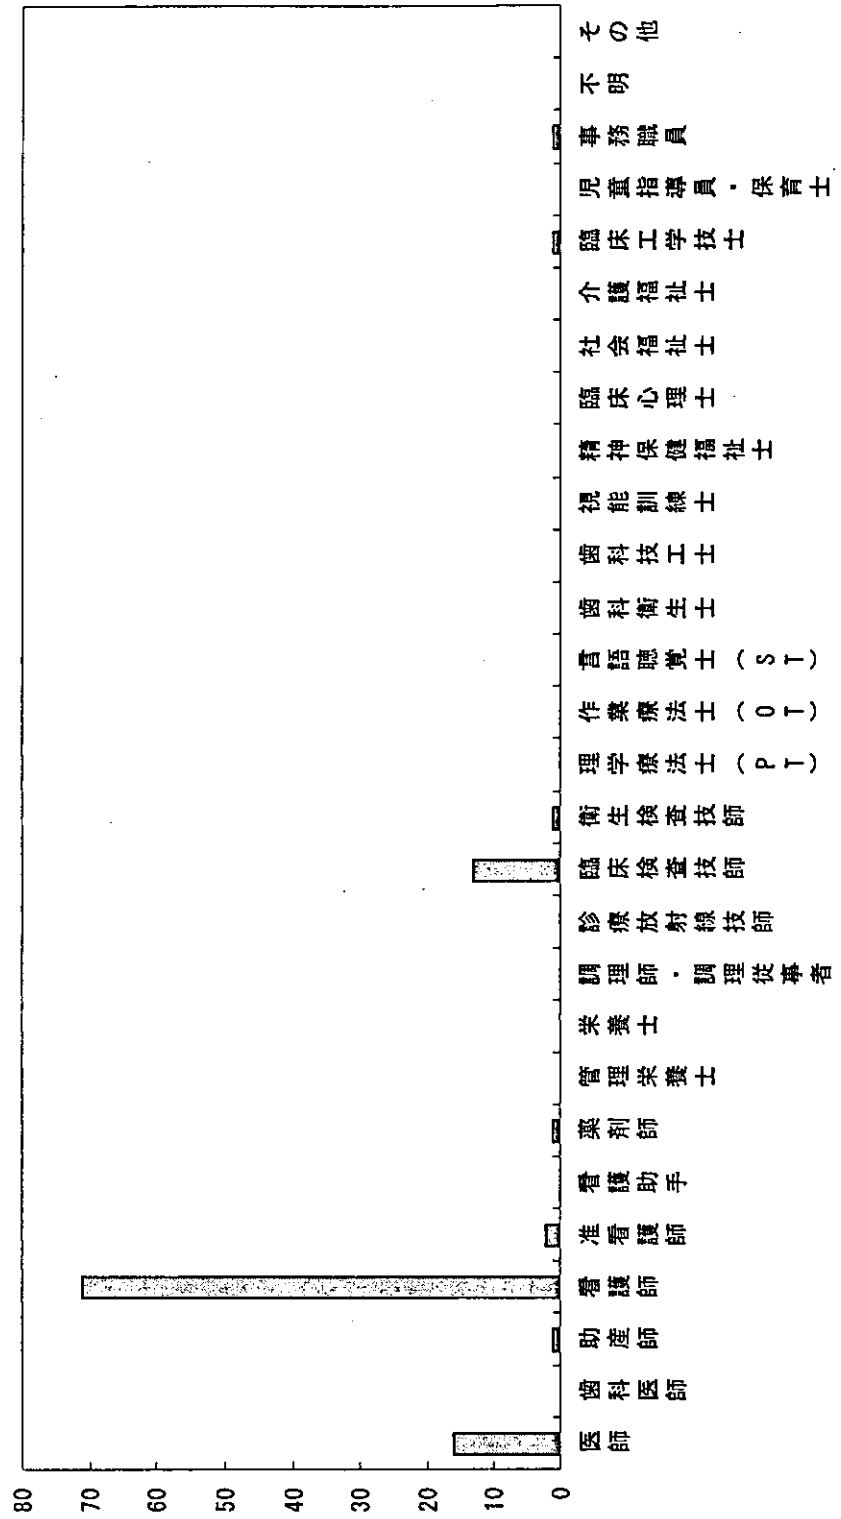 80
70
60
50
40
30
20
10
0
医師
歯科医師
助産師
看護師
准看護師
看護助手
薬剤師
管理栄養士
栄養士
調理師・調理従事者
診療放射線技師
臨床検査技師
衛生検査技師
理学療法士(PT)
作業療法士(OT)
言語聴覚士(ST)
歯科衛生士
歯科技工士
視能訓練士
精神保健福祉士
臨床心理士
社会福祉士
介護福祉士
臨床工学技士
児童指導員・保育士
事務職員
不明
その他